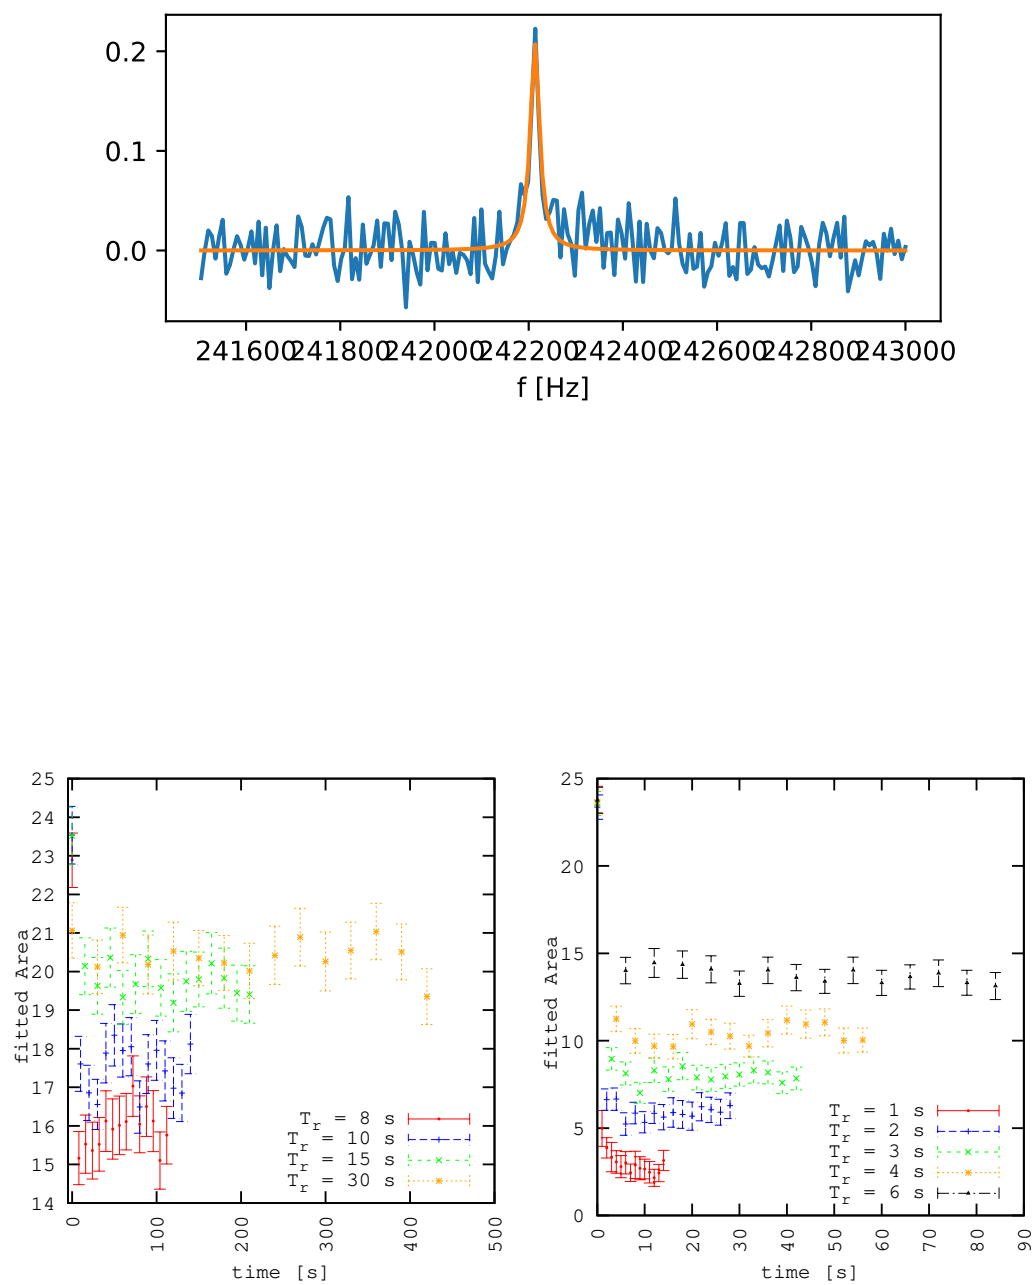 0.2
0.1
0.0
241600 241800 242000 242200 242400 242600 242800 243000
f [Hz]
25
24
23
22
21
20
19
18
17
16
15
14
fitted Area
T_r = 8 s
T_r = 10 s
T_r = 15 s
T_r = 30 s
0 100 200 300 400 500
time [s]
25
20
15
10
5
0
fitted Area
T_r = 1 s
T_r = 2 s
T_r = 3 s
T_r = 4 s
T_r = 6 s
0 10 20 30 40 50 60 70 80 90
time [s]